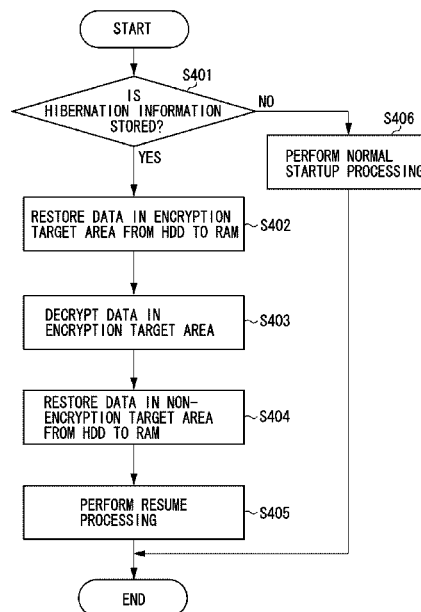 START
S401
IS
HIBERNATION INFORMATION
STORED?
NO
YES
S406
PERFORM NORMAL
STARTUP PROCESSING
RESTORE DATA IN ENCRYPTION
TARGET AREA FROM HDD TO RAM
S402
DECRYPT DATA IN
ENCRYPTION TARGET AREA
S403
RESTORE DATA IN NON-
ENCRYPTION TARGET AREA
FROM HDD TO RAM
S404
PERFORM RESUME
PROCESSING
S405
END